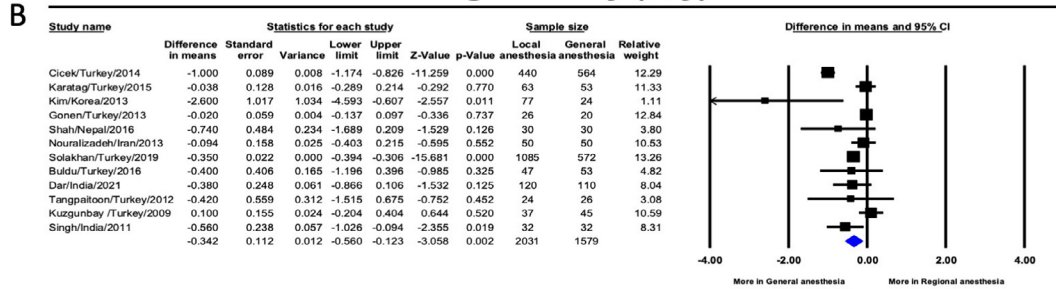 B
Study name Statistics for each study Sample size Difference in means and 95% CI
Difference in means Standard error Variance Lower limit Upper limit Z-Value p-Value Local anesthesia General anesthesia Relative weight
Cicek/Turkey/2014 -1.000 0.089 0.008 -1.174 -0.826 -11.259 0.000 440 564 12.29
Karatag/Turkey/2015 -0.038 0.128 0.016 -0.289 0.214 -0.292 0.770 63 53 11.33
Kim/Korea/2013 -2.600 1.017 1.034 -4.593 -0.607 -2.557 0.011 77 24 1.11
Gonen/Turkey/2013 -0.020 0.059 0.004 -0.137 0.097 -0.336 0.737 26 20 12.84
Shah/Nepal/2016 -0.740 0.484 0.234 -1.689 0.209 -1.529 0.126 30 30 3.80
Nouralizadeh/Iran/2013 -0.094 0.158 0.025 -0.403 0.215 -0.595 0.552 50 50 10.53
Solakhan/Turkey/2019 -0.350 0.022 0.000 -0.394 -0.306 -15.681 0.000 1085 572 13.26
Buldu/Turkey/2016 -0.400 0.406 0.165 -1.196 0.396 -0.985 0.325 47 53 4.82
Dar/India/2021 -0.380 0.248 0.061 -0.866 0.106 -1.532 0.125 120 110 8.04
Tangpaitoon/Turkey/2012 -0.420 0.559 0.312 -1.515 0.675 -0.752 0.452 24 26 3.08
Kuzgunbay /Turkey/2009 0.100 0.155 0.024 -0.204 0.404 0.644 0.520 37 45 10.59
Singh/India/2011 -0.560 0.238 0.057 -1.026 -0.094 -2.355 0.019 32 32 8.31
-0.342 0.112 0.012 -0.560 -0.123 -3.058 0.002 2031 1579
-4.00 -2.00 0.00 2.00 4.00
More in General anesthesia More in Regional anesthesia